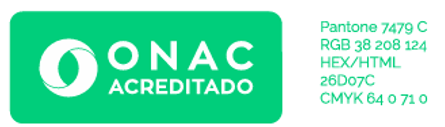 ONAC
ACREDITADO
Pantone 7479 C
RGB 38 208 124
HEX/HTML
26D07C
CMYK 64 0 71 0